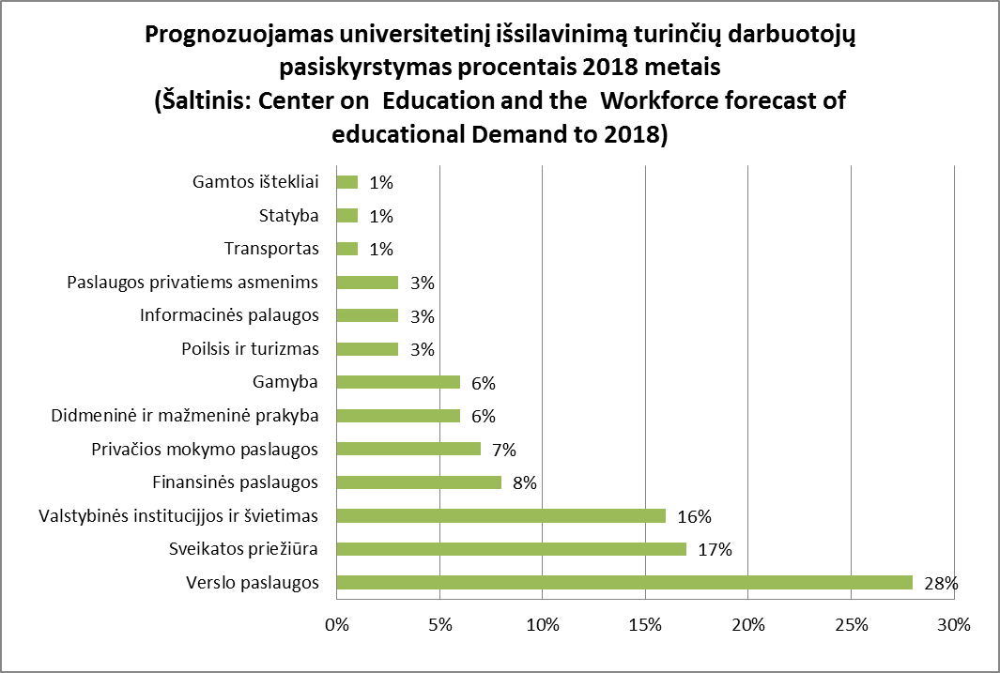 Prognozuojamas universitetinį išsilavinimą turinčių darbuotojų
pasiskyrstymas procentais 2018 metais
(Šaltinis: Center on Education and the Workforce forecast of
educational Demand to 2018)
Gamtos ištekliai 1%
Statyba 1%
Transportas 1%
Paslaugos privatiems asmenims 3%
Informacinės palaugos 3%
Poilsis ir turizmas 3%
Gamyba 6%
Didmeninė ir mažmeninė prakyba 6%
Privačios mokymo paslaugos 7%
Finansinės paslaugos 8%
Valstybinės institucijjos ir švietimas 16%
Sveikatos priežiūra 17%
Verslo paslaugos 28%
0% 5% 10% 15% 20% 25% 30%